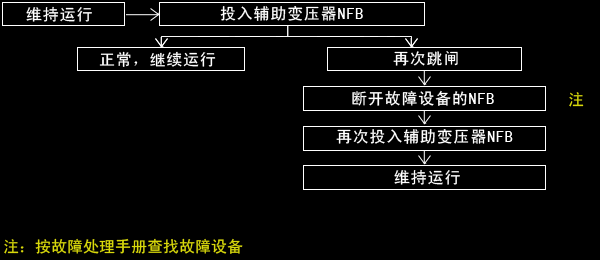 维持运行
投入辅助变压器NFB
正常，继续运行
再次跳闸
断开故障设备的NFB
注
再次投入辅助变压器NFB
维持运行
注：按故障处理手册查找故障设备